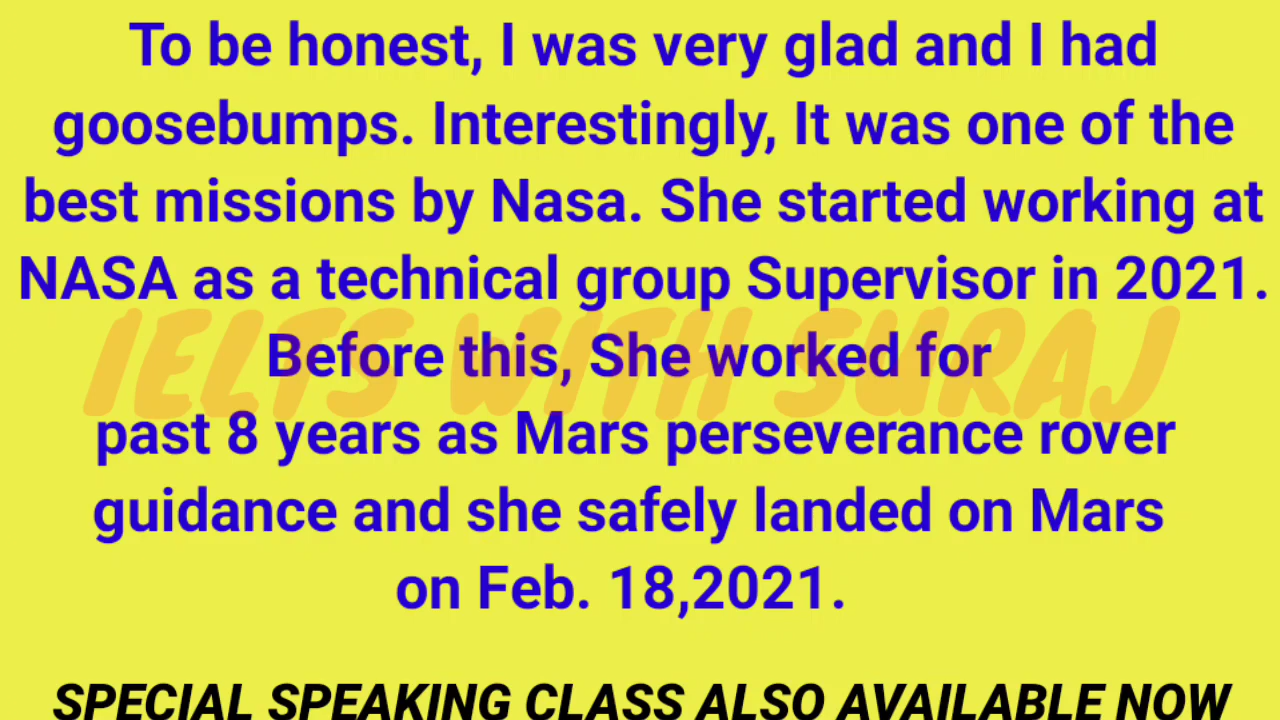 To be honest, I was very glad and I had
goosebumps. Interestingly, It was one of the
best missions by Nasa. She started working at
NASA as a technical group Supervisor in 2021.
IELTS WITH SURAJ
Before this, She worked for
past 8 years as Mars perseverance rover
guidance and she safely landed on Mars
on Feb. 18,2021.
SPECIAL SPEAKING CLASS ALSO AVAILABLE NOW